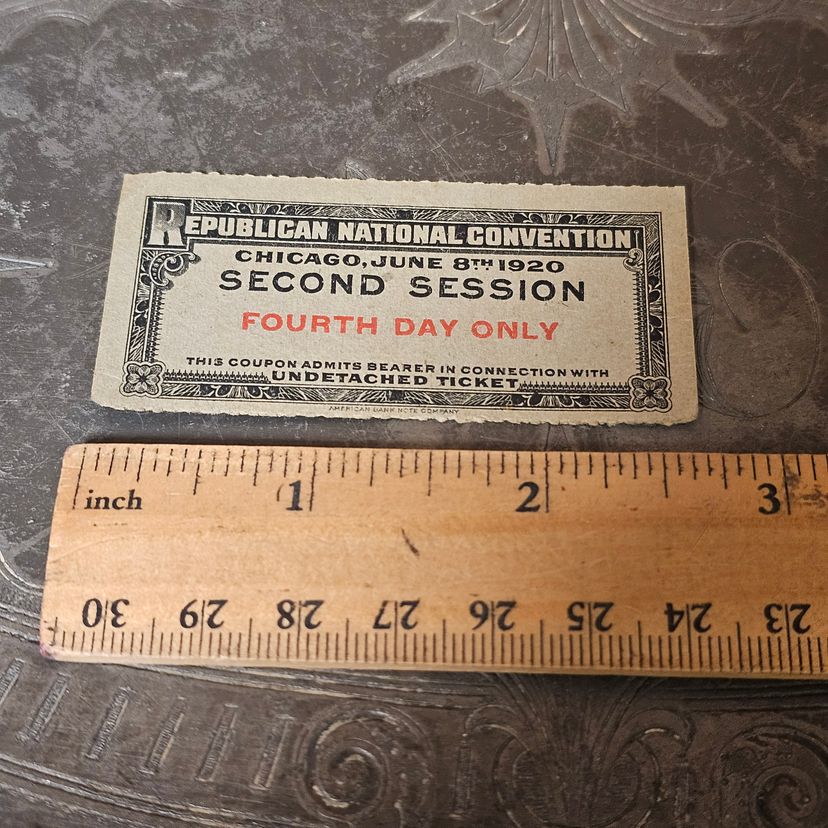 REPUBLICAN NATIONAL CONVENTION
CHICAGO, JUNE 8TH 1920
SECOND SESSION
FOURTH DAY ONLY
THIS COUPON ADMITS BEARER IN CONNECTION WITH
UNDETACHED TICKET
AMERICAN BANK NOTE COMPANY
inch 1 2 3
30 29 28 27 26 25 24 23